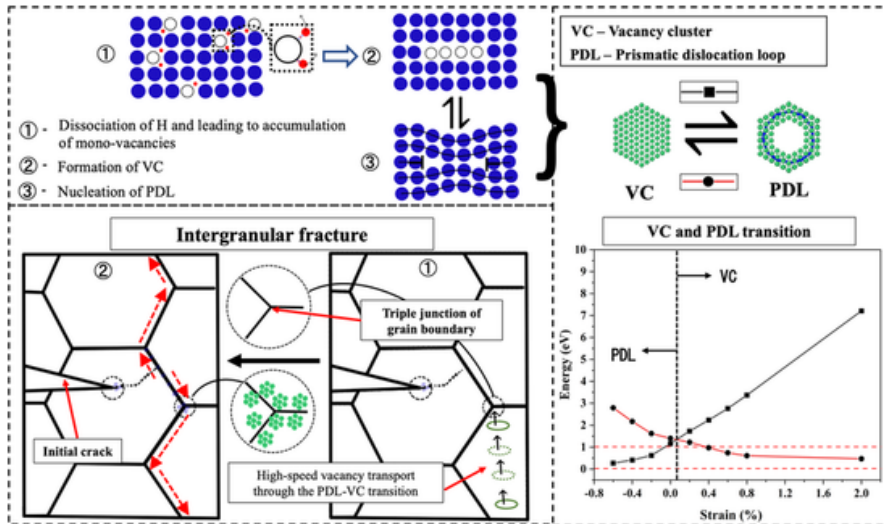 ①
②
③
① - Dissociation of H and leading to accumulation
of mono-vacancies
② - Formation of VC
③ - Nucleation of PDL
VC – Vacancy cluster
PDL – Prismatic dislocation loop
VC
PDL
Intergranular fracture
②
①
Triple junction of
grain boundary
Initial crack
High-speed vacancy transport
through the PDL-VC transition
VC and PDL transition
10
9
8
7
6
5
4
3
2
1
0
Energy (eV)
VC
PDL
-0.8 -0.4 0.0 0.4 0.8 1.2 1.6 2.0
Strain (%)